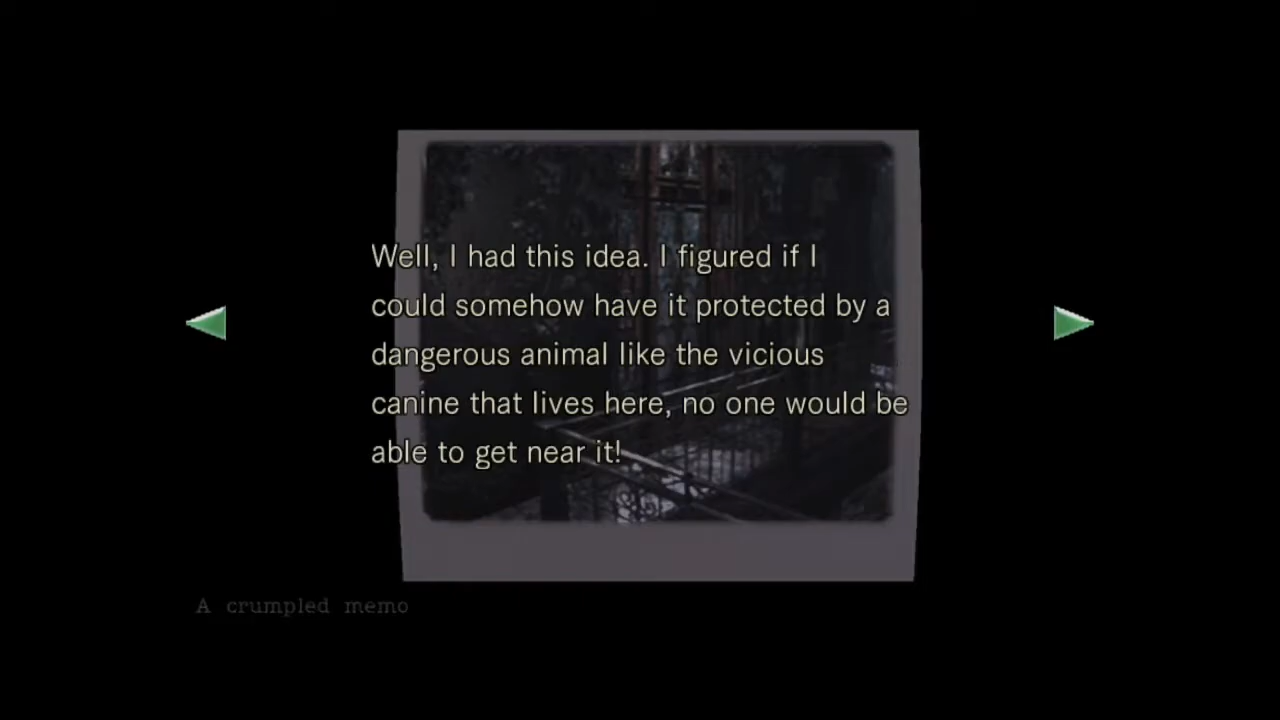 Well, I had this idea. I figured if I
could somehow have it protected by a
dangerous animal like the vicious
canine that lives here, no one would be
able to get near it!
A crumpled memo